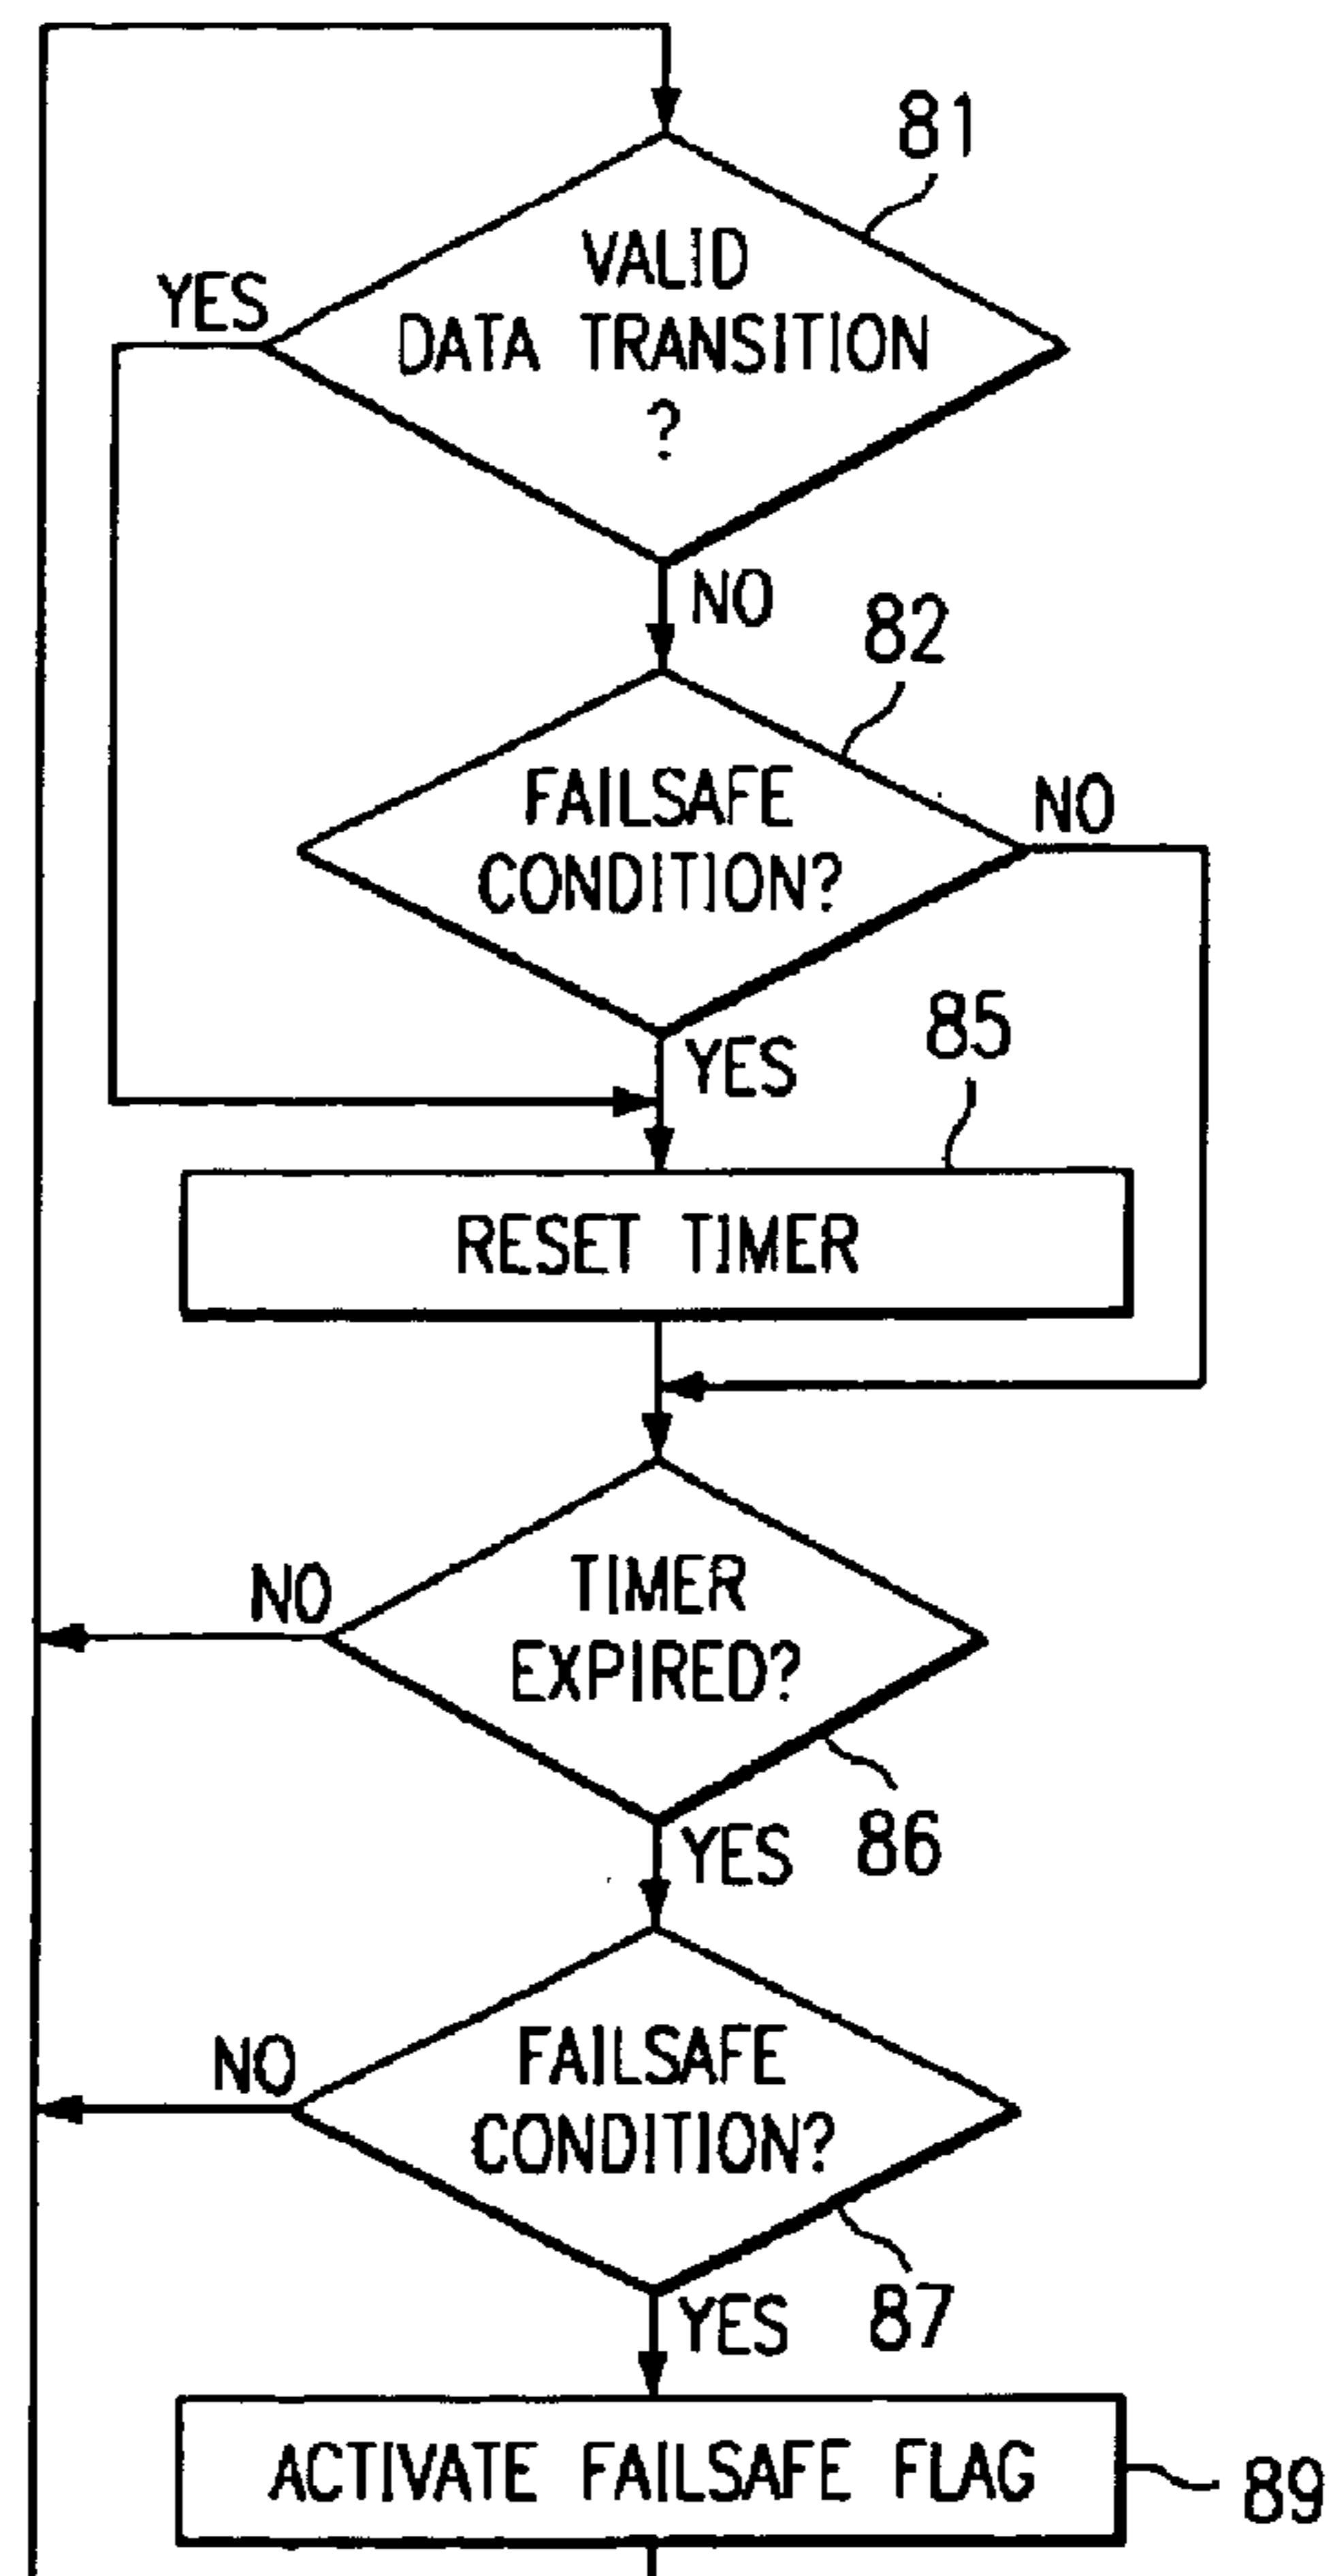 81
VALID
DATA TRANSITION
?
YES
NO
82
FAILSAFE
CONDITION?
NO
YES
85
RESET TIMER
TIMER
EXPIRED?
NO
YES
86
FAILSAFE
CONDITION?
NO
YES
87
ACTIVATE FAILSAFE FLAG
89